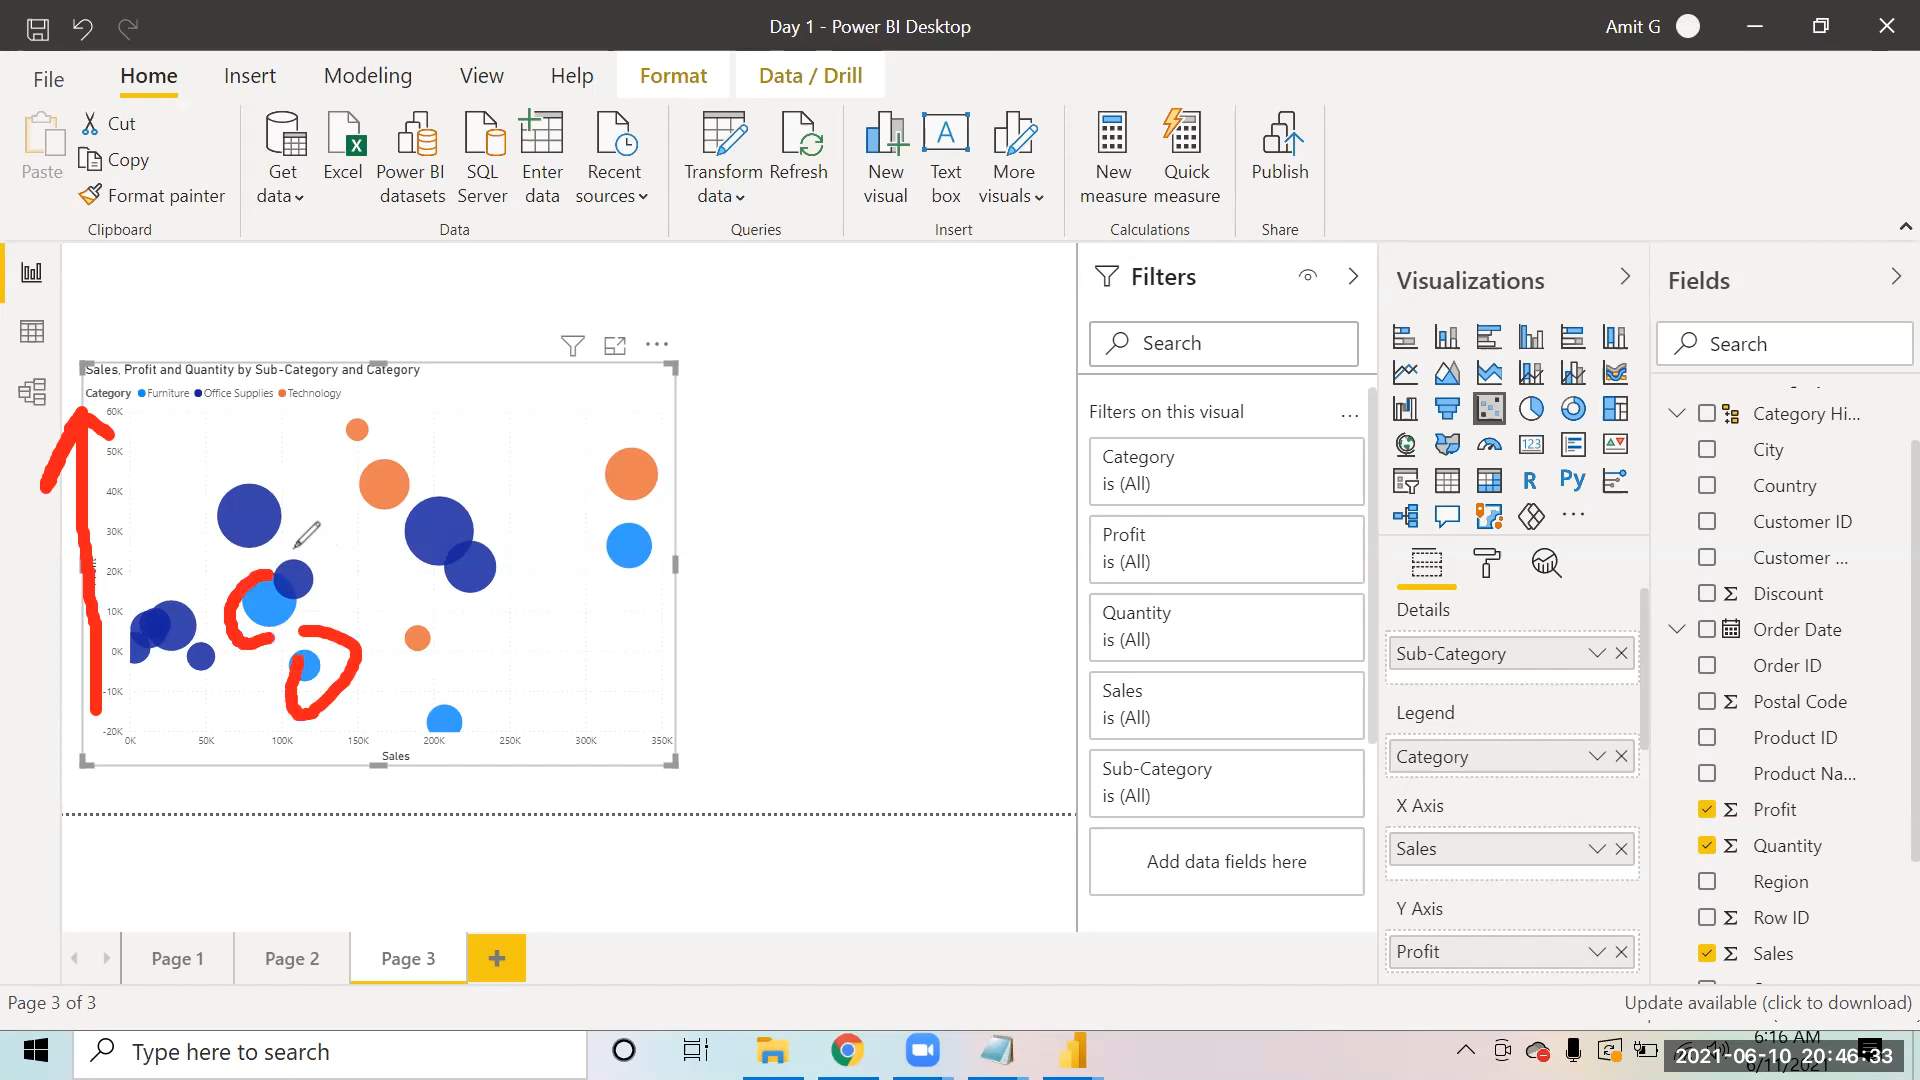 Day 1 - Power BI Desktop
Amit G
File
Home
Insert
Modeling
View
Help
Format
Data / Drill
Paste
Cut
Copy
Format painter
Clipboard
Get data
Excel
Power BI datasets
SQL Server
Enter data
Recent sources
Data
Transform data
Refresh
Queries
New visual
Text box
More visuals
Insert
New measure
Quick measure
Calculations
Publish
Share
Sales, Profit and Quantity by Sub-Category and Category
Category Furniture Office Supplies Technology
60K
50K
40K
30K
20K
10K
0K
-10K
-20K
0K 50K 100K 150K 200K 250K 300K 350K
Sales
Filters
Search
Filters on this visual
Category
is (All)
Profit
is (All)
Quantity
is (All)
Sales
is (All)
Sub-Category
is (All)
Add data fields here
Visualizations
123
R
Py
Details
Sub-Category
Legend
Category
X Axis
Sales
Y Axis
Profit
Fields
Search
Category Hi...
City
Country
Customer ID
Customer ...
Discount
Order Date
Order ID
Postal Code
Product ID
Product Na...
Profit
Quantity
Region
Row ID
Sales
Page 1
Page 2
Page 3
Page 3 of 3
Update available (click to download)
Type here to search
6:16 AM
6/11/2021
2021-06-10 20:46:33